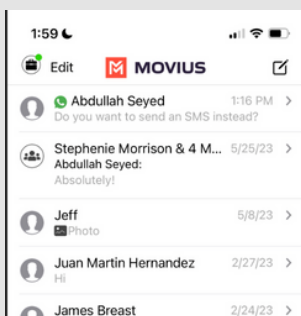 1:59
Edit
MOVIUS
Abdullah Seyed 1:16 PM
Do you want to send an SMS instead?
Stephenie Morrison & 4 M... 5/25/23
Abdullah Seyed:
Absolutely!
Jeff 5/8/23
Photo
Juan Martin Hernandez 2/27/23
Hi
James Breast 2/24/23